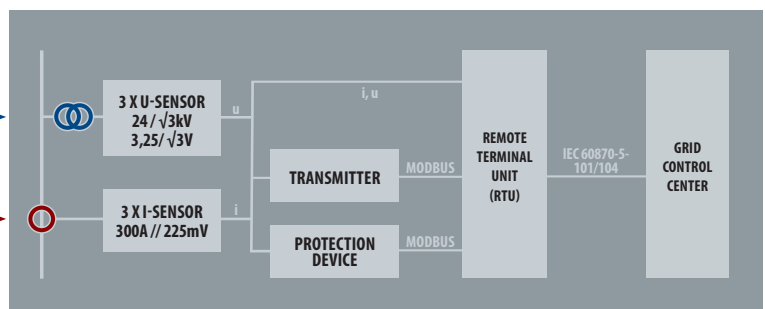 3 X U-SENSOR
24 / √3kV
3,25/ √3V
u
i, u
3 X I-SENSOR
300A // 225mV
i
TRANSMITTER
MODBUS
PROTECTION
DEVICE
MODBUS
REMOTE
TERMINAL
UNIT
(RTU)
IEC 60870-5-
101/104
GRID
CONTROL
CENTER